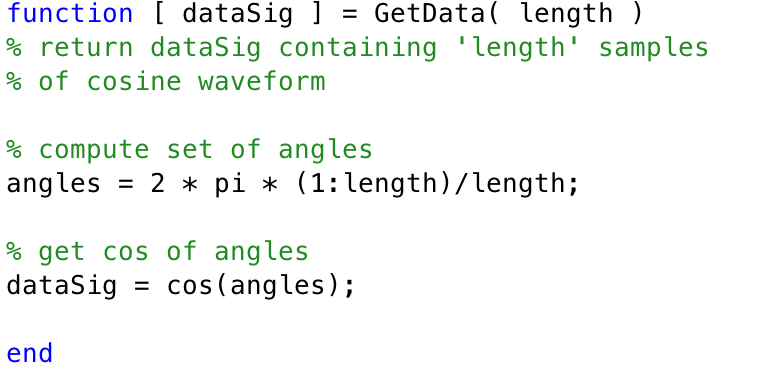 function [ dataSig ] = GetData( length )
% return dataSig containing 'length' samples
% of cosine waveform
% compute set of angles
angles = 2 * pi * (1:length)/length;
% get cos of angles
dataSig = cos(angles);
end